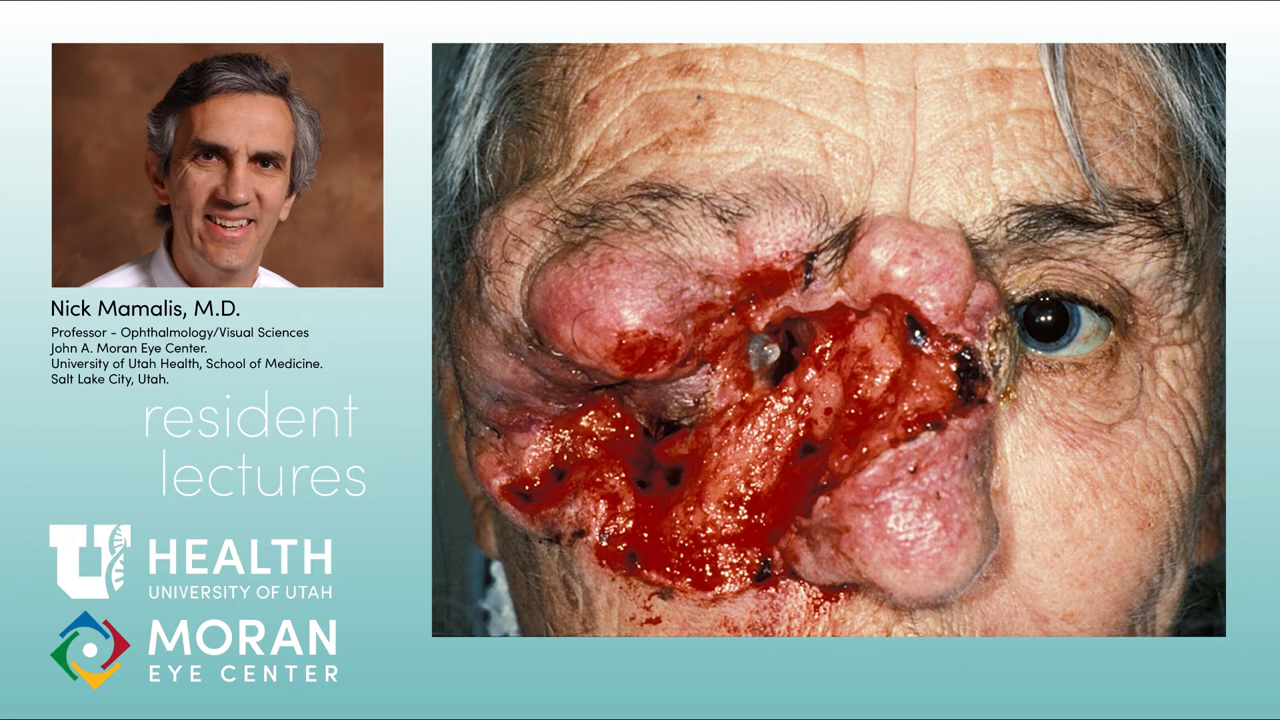 Nick Mamalis, M.D.
Professor - Ophthalmology/Visual Sciences
John A. Moran Eye Center.
University of Utah Health, School of Medicine.
Salt Lake City, Utah.
resident
lectures
U HEALTH
UNIVERSITY OF UTAH
MORAN
EYE CENTER